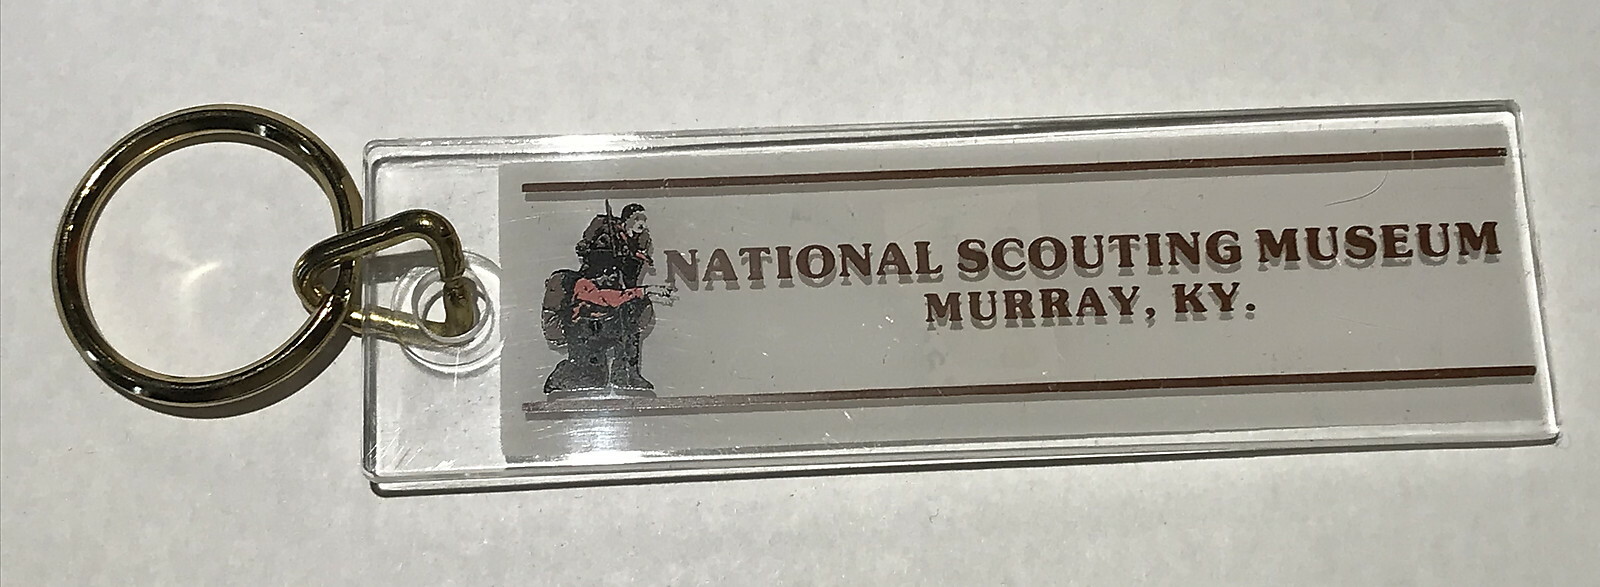 NATIONAL SCOUTING MUSEUM
MURRAY, KY.